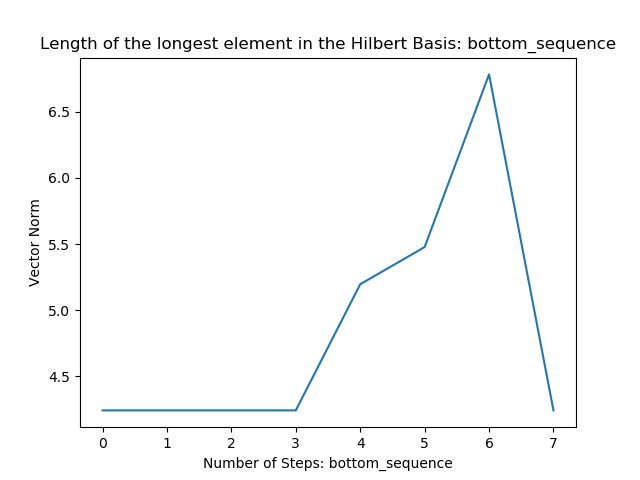 Length of the longest element in the Hilbert Basis: bottom_sequence
Vector Norm
6.5
6.0
5.5
5.0
4.5
0 1 2 3 4 5 6 7
Number of Steps: bottom_sequence